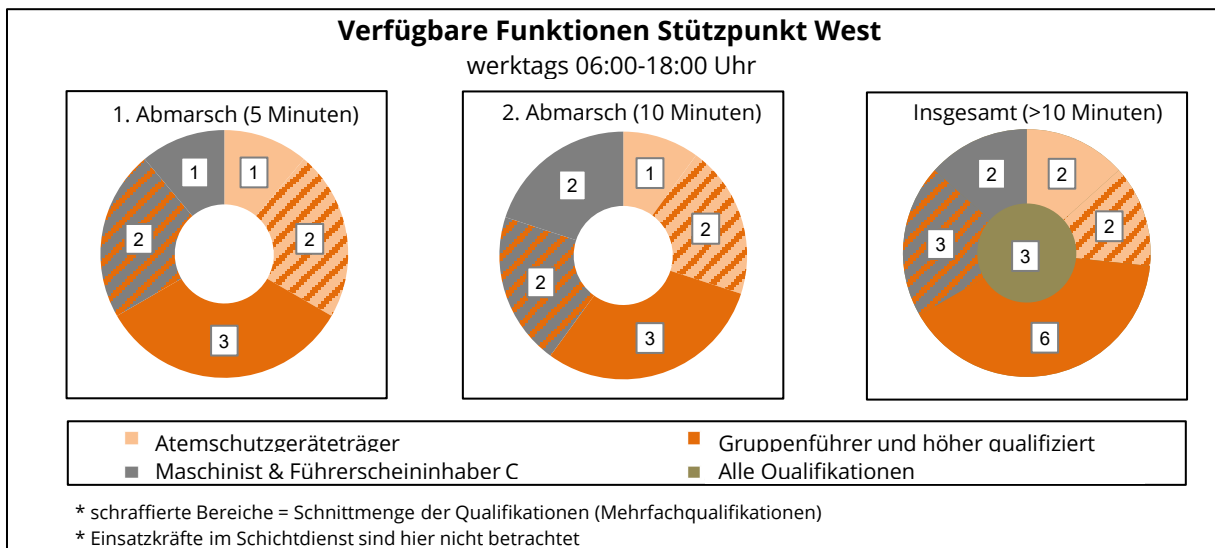 Verfügbare Funktionen Stützpunkt West
werktags 06:00-18:00 Uhr
1. Abmarsch (5 Minuten)
1
1
2
2
3
2. Abmarsch (10 Minuten)
2
1
2
2
3
Insgesamt (>10 Minuten)
2
2
2
3
3
6
Atemschutzgeräteträger
Gruppenführer und höher qualifiziert
Maschinist & Führerscheininhaber C
Alle Qualifikationen
* schraffierte Bereiche = Schnittmenge der Qualifikationen (Mehrfachqualifikationen)
* Einsatzkräfte im Schichtdienst sind hier nicht betrachtet